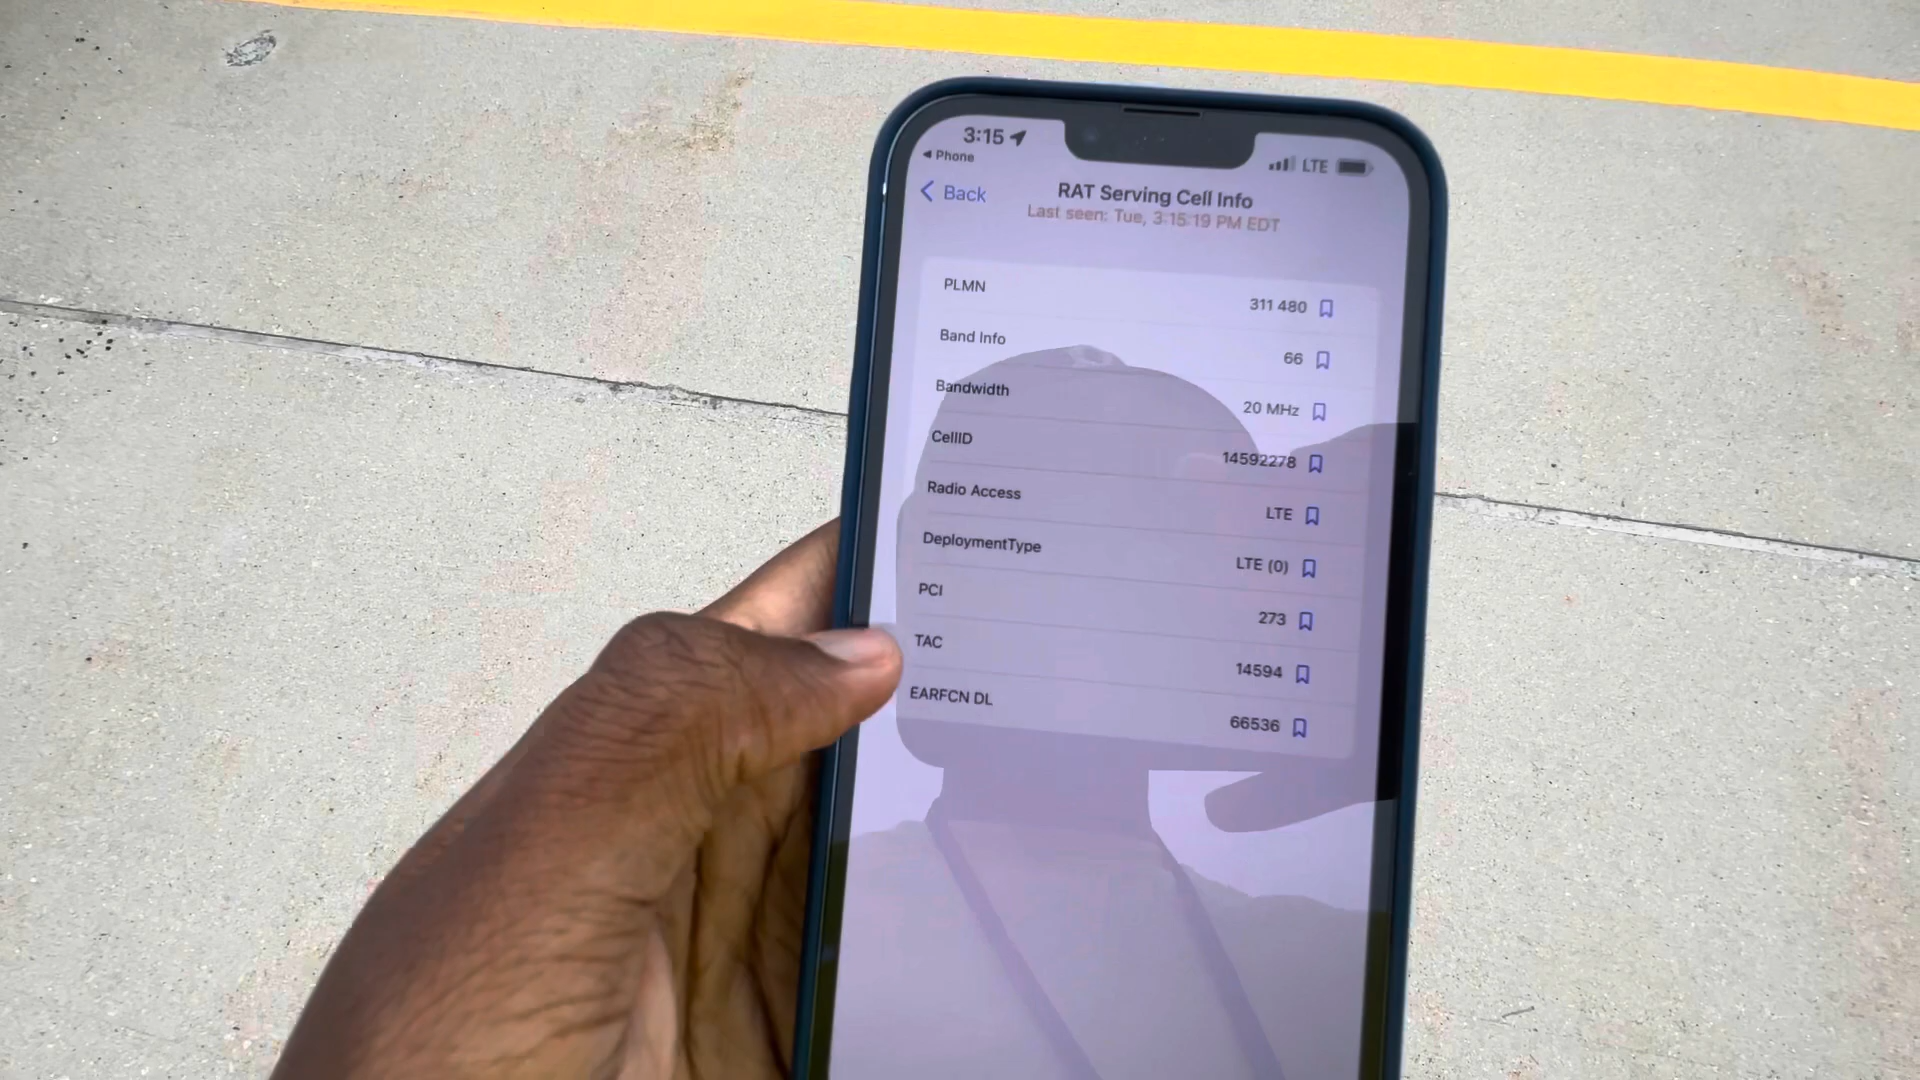 3:15
LTE
Phone
Back
RAT Serving Cell Info
Last seen: Tue, 3:15:19 PM EDT
PLMN
311 480
Band Info
66
Bandwidth
20 MHz
CellID
14592278
Radio Access
LTE
DeploymentType
LTE (0)
PCI
273
TAC
14594
EARFCN DL
66536